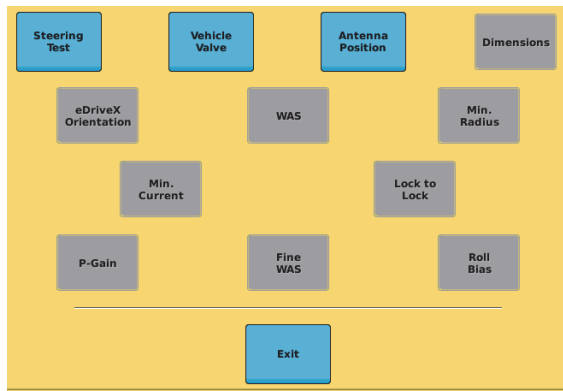 Steering
Test
Vehicle
Valve
Antenna
Position
Dimensions
eDriveX
Orientation
WAS
Min.
Radius
Min.
Current
Lock to
Lock
P-Gain
Fine
WAS
Roll
Bias
Exit